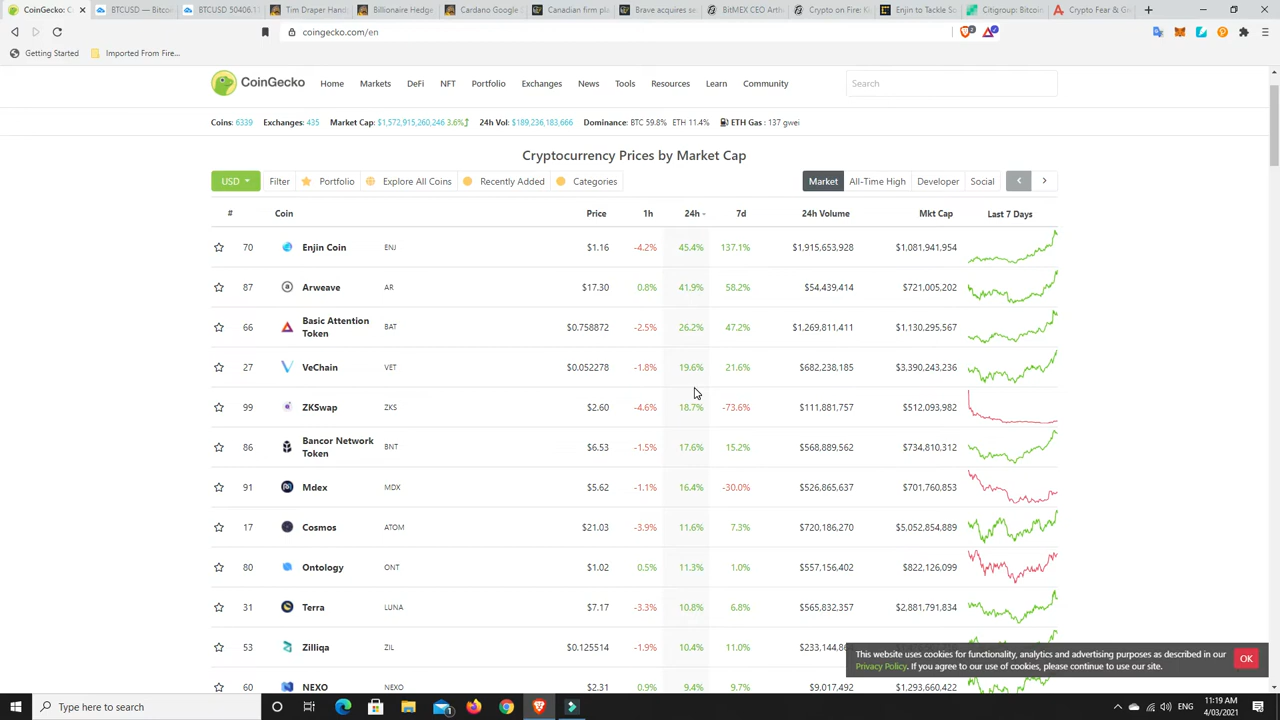 CoinGecko: C
BTCUSD — Bitcoi
BTCUSD 50406.11
Tim Draper Hand
Billionaire Hedge
Cardano Google
Canadian firm pl
Brave acquires se
BitMEX CEO Arth
Crypto on Fire: K
Enjin to Tackle Sc
Citigroup: Bitcoin
Crypto Fear & G
coingecko.com/en
Getting Started
Imported From Fire...
CoinGecko
Home
Markets
DeFi
NFT
Portfolio
Exchanges
News
Tools
Resources
Learn
Community
Search
Coins: 6339 Exchanges: 435 Market Cap: $1,572,915,260,246 3.6% 24h Vol: $189,236,183,666 Dominance: BTC 59.8% ETH 11.4% ETH Gas : 137 gwei
Cryptocurrency Prices by Market Cap
USD Filter Portfolio Explore All Coins Recently Added Categories Market All-Time High Developer Social < >
# Coin Price 1h 24h 7d 24h Volume Mkt Cap Last 7 Days
70 Enjin Coin ENJ $1.16 -4.2% 45.4% 137.1% $1,915,653,928 $1,081,941,954
87 Arweave AR $17.30 0.8% 41.9% 58.2% $54,439,414 $721,005,202
66 Basic Attention Token BAT $0.758872 -2.5% 26.2% 47.2% $1,269,811,411 $1,130,295,567
27 VeChain VET $0.052278 -1.8% 19.6% 21.6% $682,238,185 $3,390,243,236
99 ZKSwap ZKS $2.60 -4.6% 18.7% -73.6% $111,881,757 $512,093,982
86 Bancor Network Token BNT $6.53 -1.5% 17.6% 15.2% $568,889,562 $734,810,312
91 Mdex MDX $5.62 -1.1% 16.4% -30.0% $526,865,637 $701,760,853
17 Cosmos ATOM $21.03 -3.9% 11.6% 7.3% $720,186,270 $5,052,854,889
80 Ontology ONT $1.02 0.5% 11.3% 1.0% $557,156,402 $822,126,099
31 Terra LUNA $7.17 -3.3% 10.8% 6.8% $565,832,357 $2,881,791,834
53 Zilliqa ZIL $0.125514 -1.9% 10.4% 11.0% $233,144,8
60 NEXO NEXO $2.31 0.9% 9.4% 9.7% $9,017,492 $1,293,660,422
This website uses cookies for functionality, analytics and advertising purposes as described in our
Privacy Policy. If you agree to our use of cookies, please continue to use our site.
OK
Type here to search
ENG
11:19 AM
4/03/2021